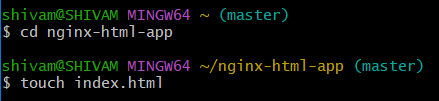 shivam@SHIVAM MINGW64 ~ (master)
$ cd nginx-html-app
shivam@SHIVAM MINGW64 ~/nginx-html-app (master)
$ touch index.html